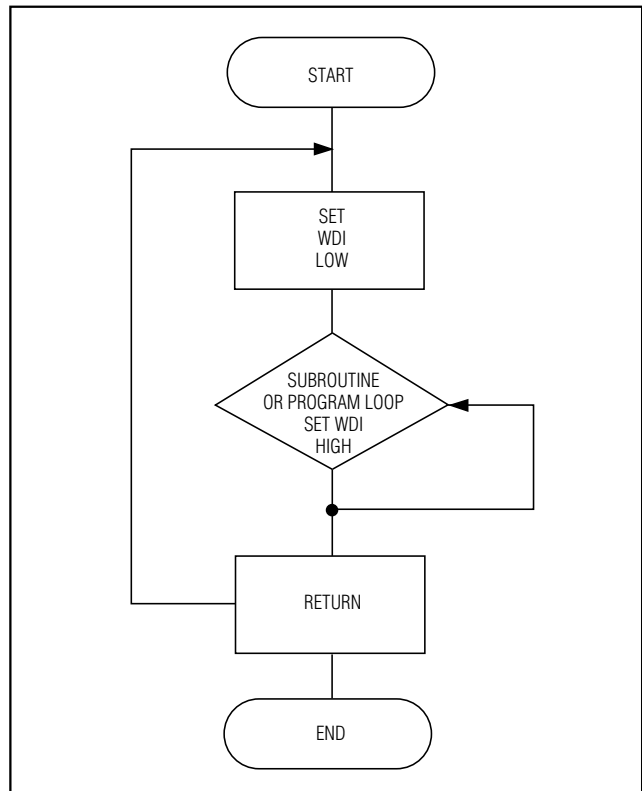 START
SET
WDI
LOW
SUBROUTINE
OR PROGRAM LOOP
SET WDI
HIGH
RETURN
END